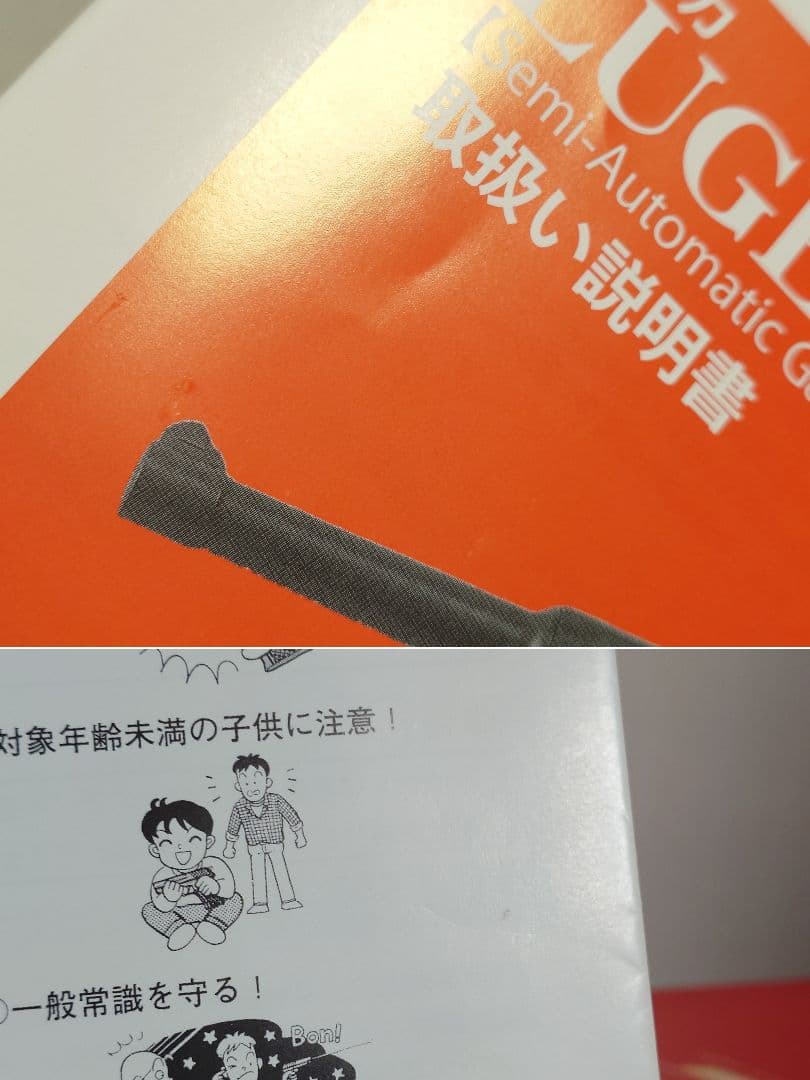 LUGE
[Semi-Automatic G
取扱い説明書
対象年齢未満の子供に注意！
○一般常識を守る！
Bon!